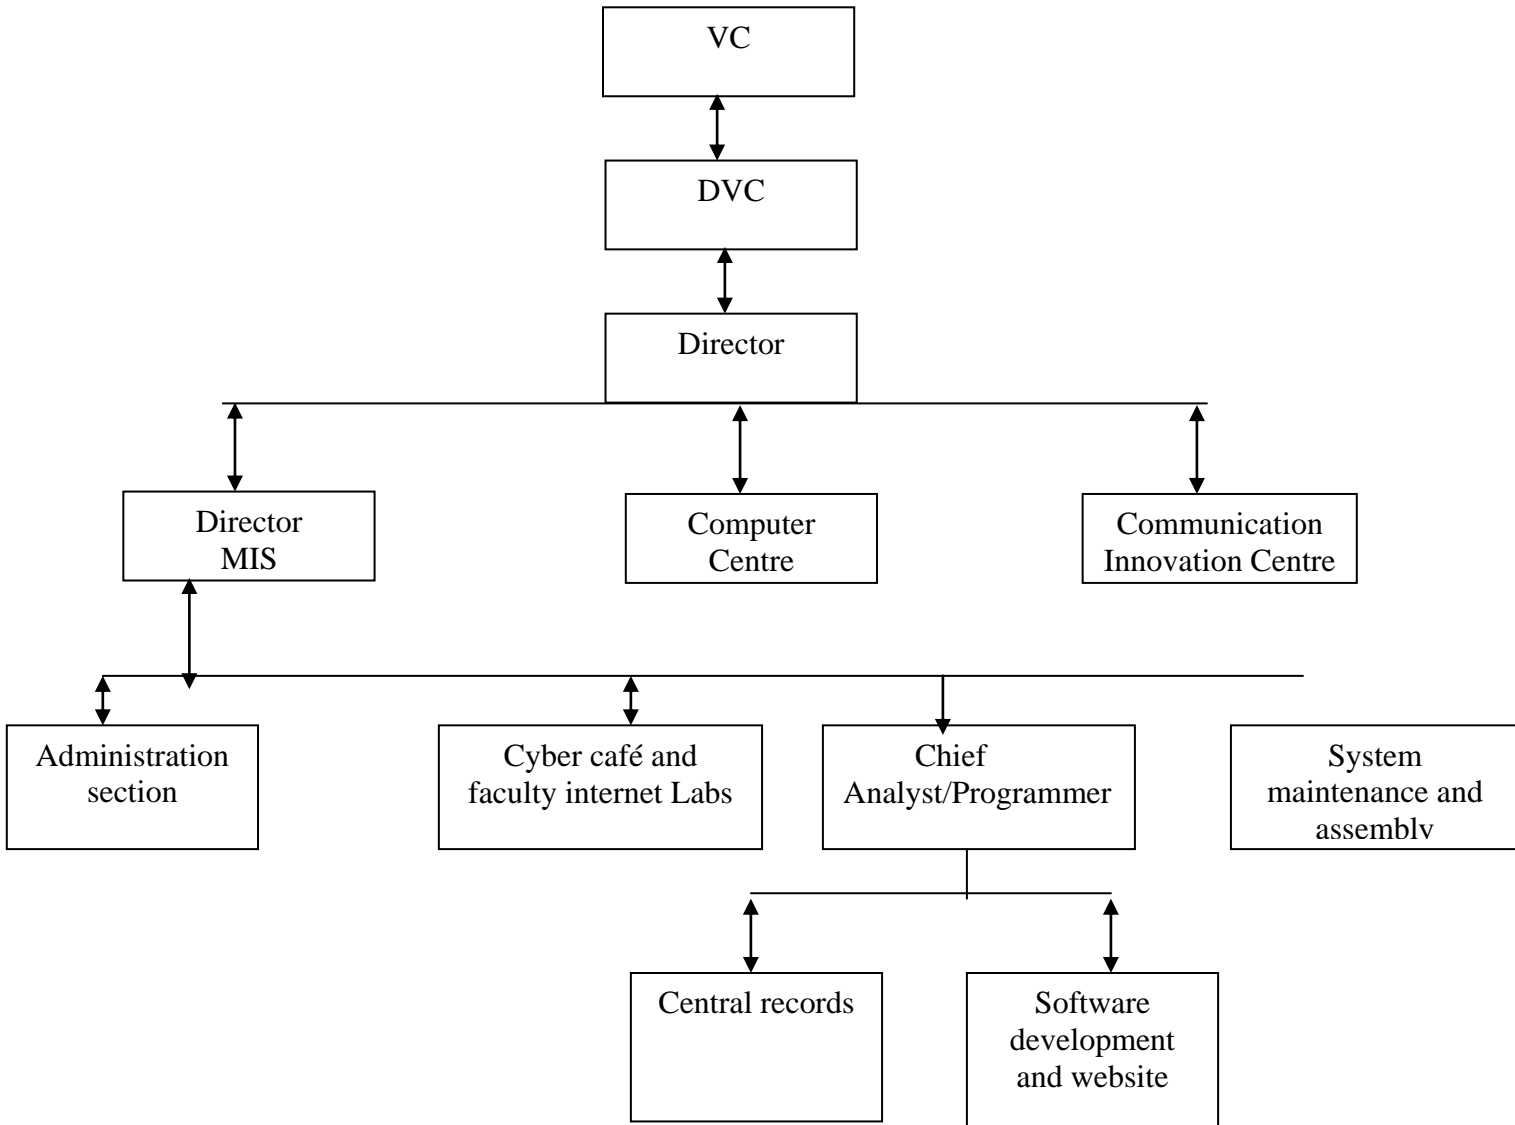 VC
DVC
Director
Director
MIS
Computer
Centre
Communication
Innovation Centre
Administration
section
Cyber café and
faculty internet Labs
Chief
Analyst/Programmer
System
maintenance and
assembly
Central records
Software
development
and website